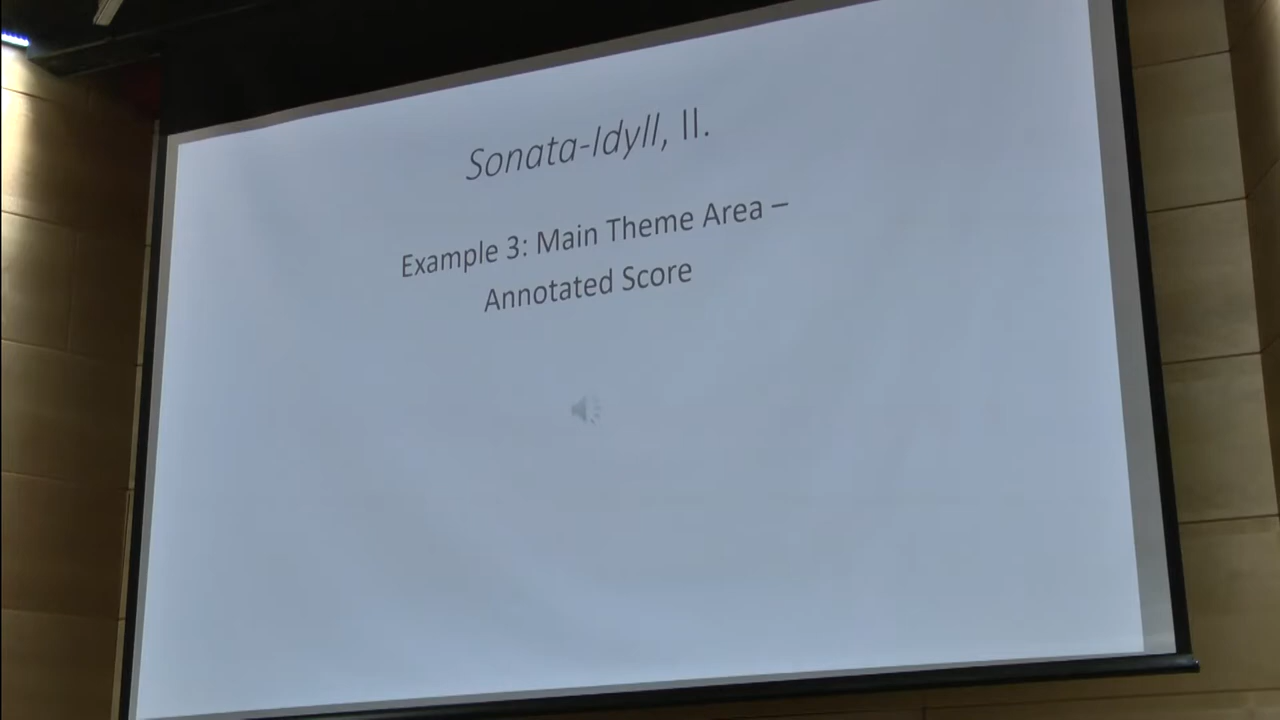 Sonata-Idyll, II.
Example 3: Main Theme Area –
Annotated Score